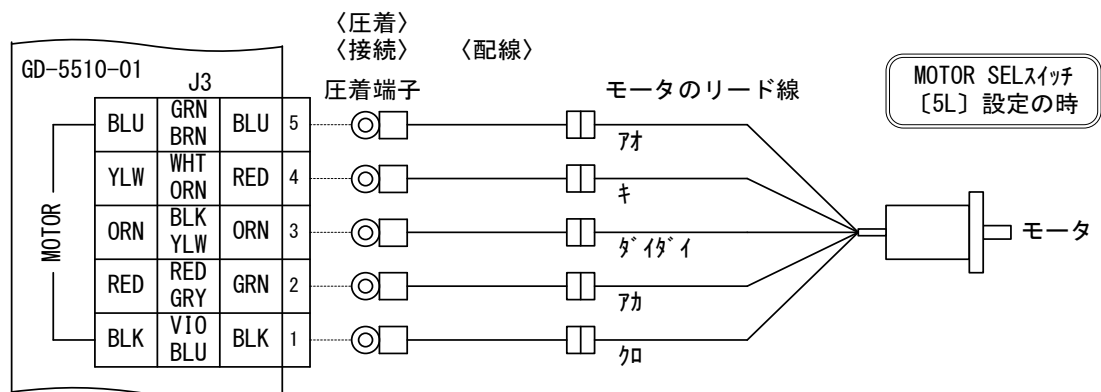 〈圧着〉
〈接続〉 〈配線〉
GD-5510-01
J3
圧着端子
モータのリード線
MOTOR SELスイッチ
〔5L〕設定の時
MOTOR
BLU GRN BRN BLU 5
アオ
YLW WHT ORN RED 4
キ
ORN BLK YLW ORN 3
ダイダイ
モータ
RED RED GRY GRN 2
アカ
BLK VIO BLU BLK 1
クロ